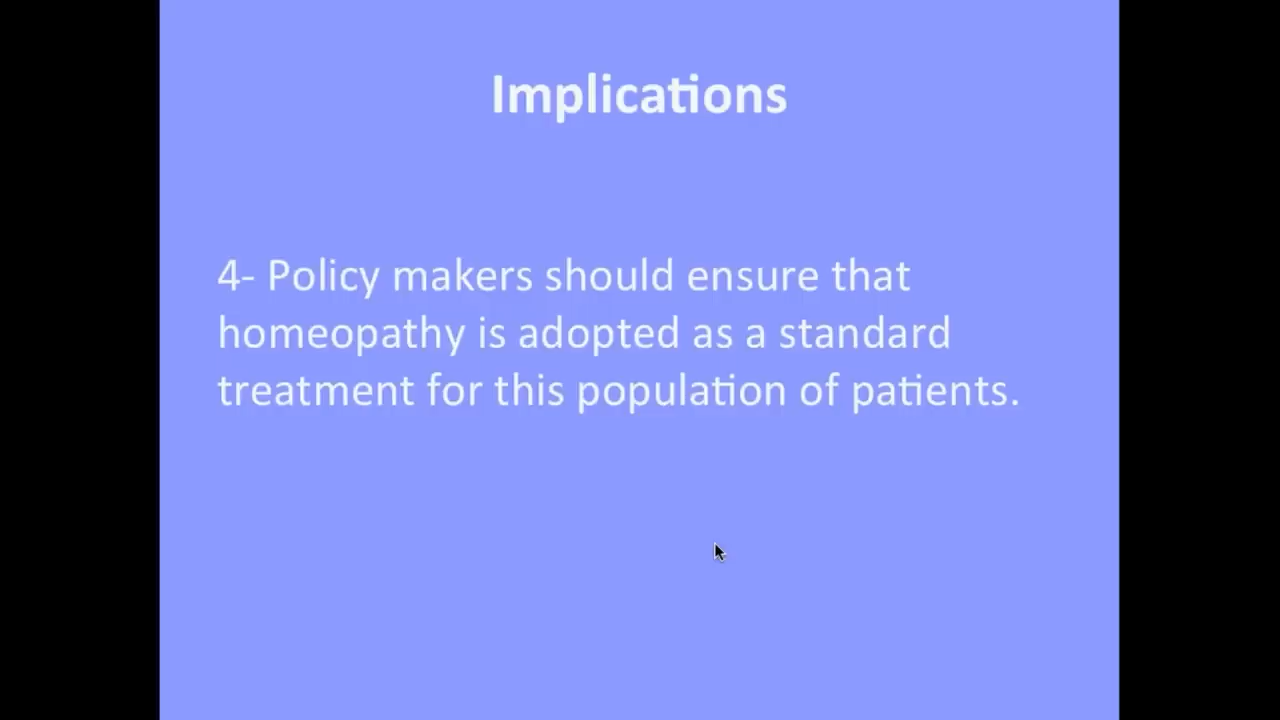 Implications
4- Policy makers should ensure that
homeopathy is adopted as a standard
treatment for this population of patients.